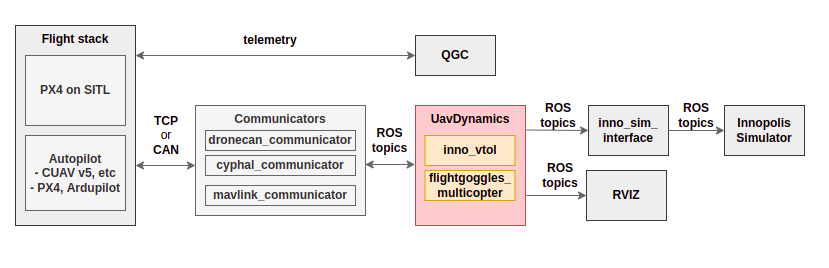 Flight stack
PX4 on SITL
Autopilot
- CUAV v5, etc
- PX4, Ardupilot
telemetry
QGC
TCP
or
CAN
Communicators
dronecan_communicator
cyphal_communicator
mavlink_communicator
ROS
topics
UavDynamics
inno_vtol
flightgoggles_
multicopter
ROS
topics
inno_sim_
interface
ROS
topics
Innopolis
Simulator
ROS
topics
RVIZ